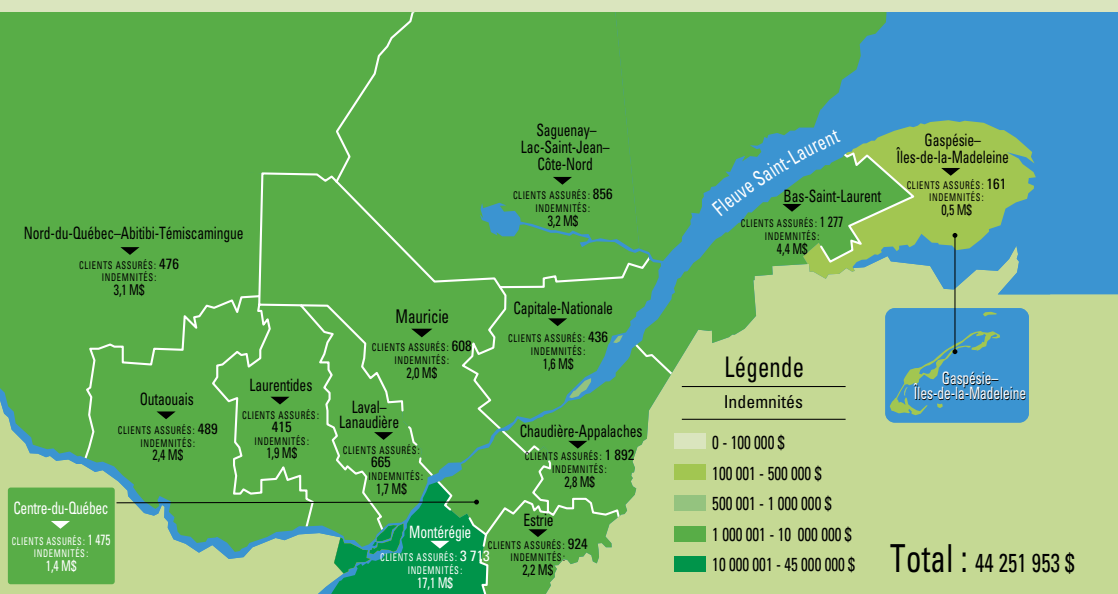 Saguenay–
Lac-Saint-Jean–
Côte-Nord
CLIENTS ASSURÉS: 856
INDEMNITÉS:
3,2 M$
Fleuve Saint-Laurent
Gaspésie–
Îles-de-la-Madeleine
CLIENTS ASSURÉS: 161
INDEMNITÉS:
0,5 M$
Bas-Saint-Laurent
CLIENTS ASSURÉS: 1 277
INDEMNITÉS:
4,4 M$
Nord-du-Québec–Abitibi-Témiscamingue
CLIENTS ASSURÉS: 476
INDEMNITÉS:
3,1 M$
Mauricie
CLIENTS ASSURÉS: 608
INDEMNITÉS:
2,0 M$
Capitale-Nationale
CLIENTS ASSURÉS: 436
INDEMNITÉS:
1,6 M$
Outaouais
CLIENTS ASSURÉS: 489
INDEMNITÉS:
2,4 M$
Laurentides
CLIENTS ASSURÉS:
415
INDEMNITÉS:
1,9 M$
Laval–
Lanaudière
CLIENTS ASSURÉS:
665
INDEMNITÉS:
1,7 M$
Chaudière-Appalaches
CLIENTS ASSURÉS: 1 892
INDEMNITÉS:
2,8 M$
Centre-du-Québec
CLIENTS ASSURÉS: 1 475
INDEMNITÉS:
1,4 M$
Montérégie
CLIENTS ASSURÉS: 3 713
INDEMNITÉS:
17,1 M$
Estrie
CLIENTS ASSURÉS: 924
INDEMNITÉS:
2,2 M$
Gaspésie–
Îles-de-la-Madeleine
Légende
Indemnités
0 - 100 000 $
100 001 - 500 000 $
500 001 - 1 000 000 $
1 000 001 - 10 000 000 $
10 000 001 - 45 000 000 $
Total : 44 251 953 $